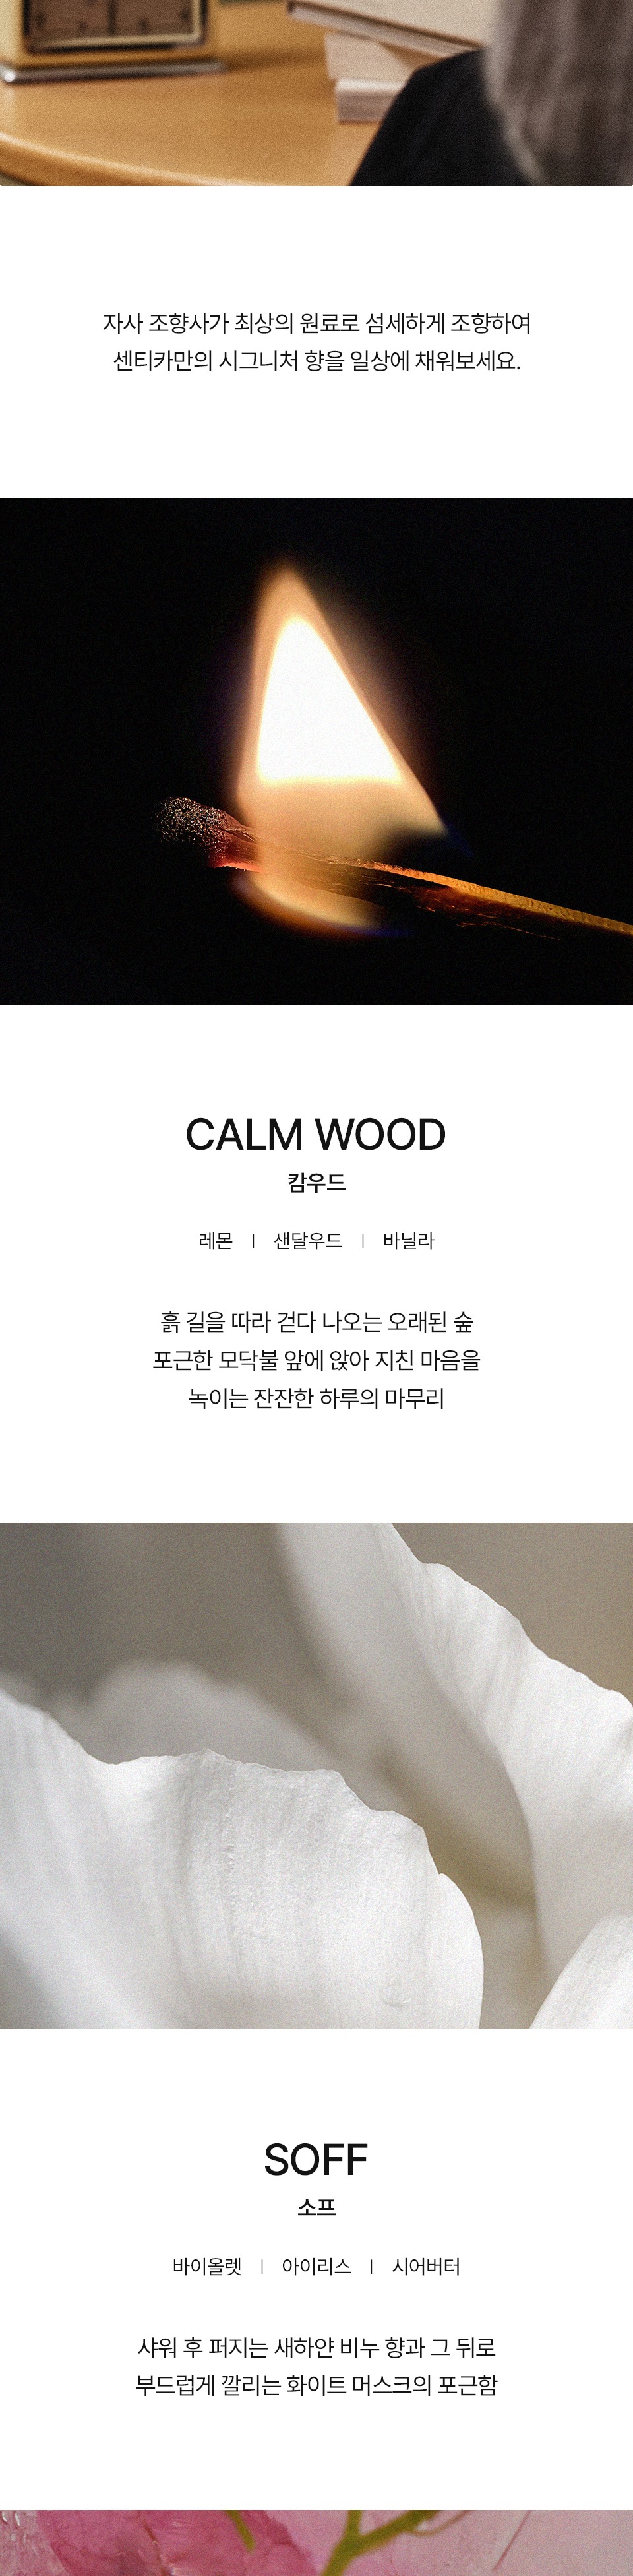 자사 조향사가 최상의 원료로 섬세하게 조향하여
센티카만의 시그니처 향을 일상에 채워보세요.
CALM WOOD
캄우드
레몬 | 샌달우드 | 바닐라
흙 길을 따라 걷다 나오는 오래된 숲
포근한 모닥불 앞에 앉아 지친 마음을
녹이는 잔잔한 하루의 마무리
SOFF
소프
바이올렛 | 아이리스 | 시어버터
샤워 후 퍼지는 새하얀 비누 향과 그 뒤로
부드럽게 깔리는 화이트 머스크의 포근함